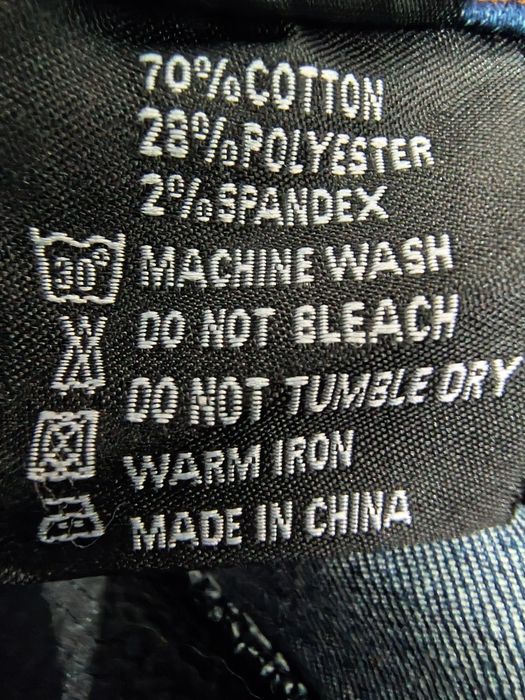 70%COTTON
28%POLYESTER
2%SPANDEX
30° MACHINE WASH
DO NOT BLEACH
DO NOT TUMBLE DRY
WARM IRON
MADE IN CHINA